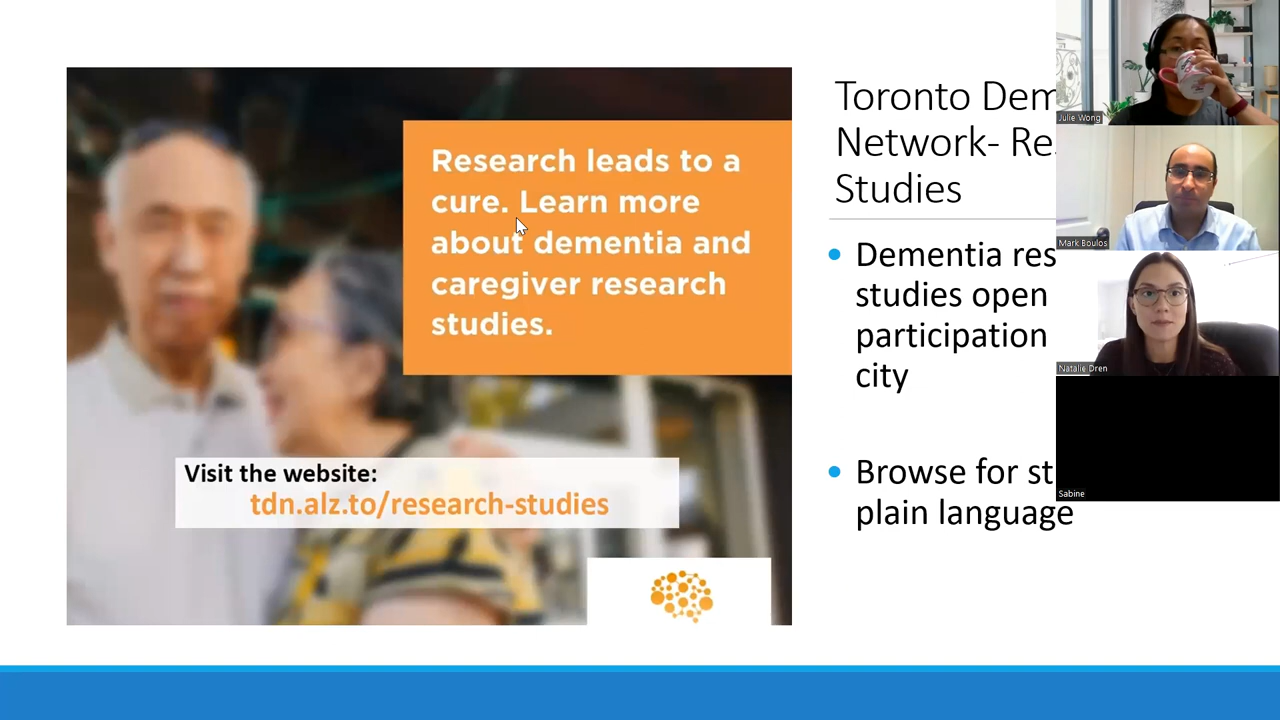 Research leads to a
cure. Learn more
about dementia and
caregiver research
studies.
Visit the website:
tdn.alz.to/research-studies
Toronto Dem
Network- Re
Studies
Dementia res
studies open
participation
city
Browse for st
plain language
Julie Wong
Mark Boulos
Natalie Dren
Sabine